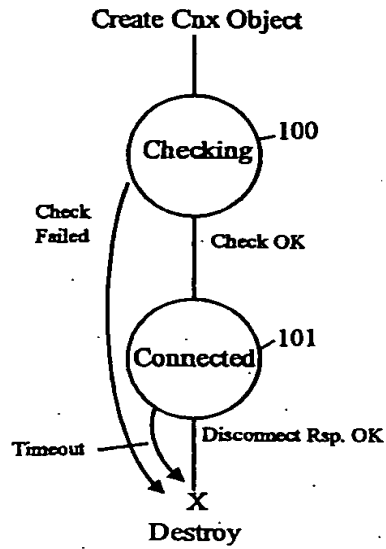 Create Cnx Object
100
Checking
Check
Failed
Check OK
101
Connected
Timeout
Disconnect Rsp. OK
X
Destroy